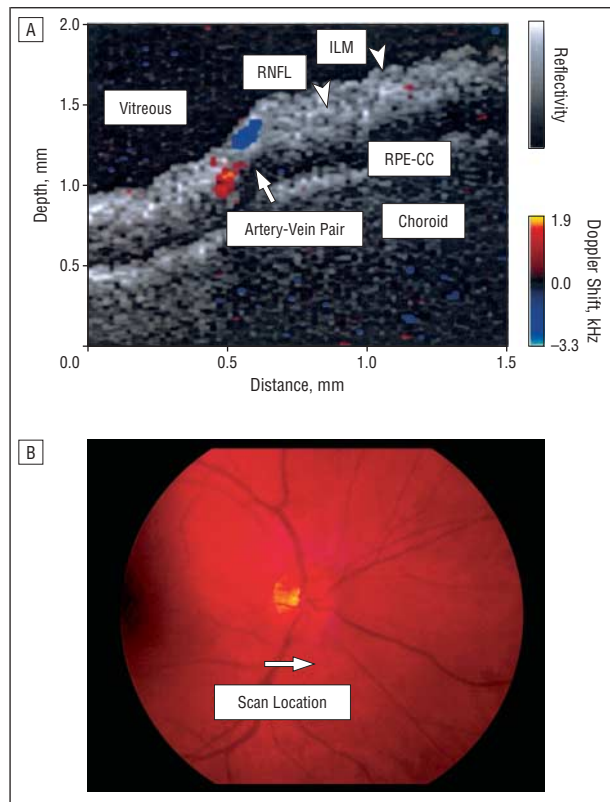 A
2.0
1.5
1.0
0.5
0.0
Depth, mm
0.5
1.0
1.5
Distance, mm
Vitreous
RNFL
ILM
RPE-CC
Artery-Vein Pair
Choroid
Reflectivity
1.9
0.0
–3.3
Doppler Shift, kHz
B
Scan Location